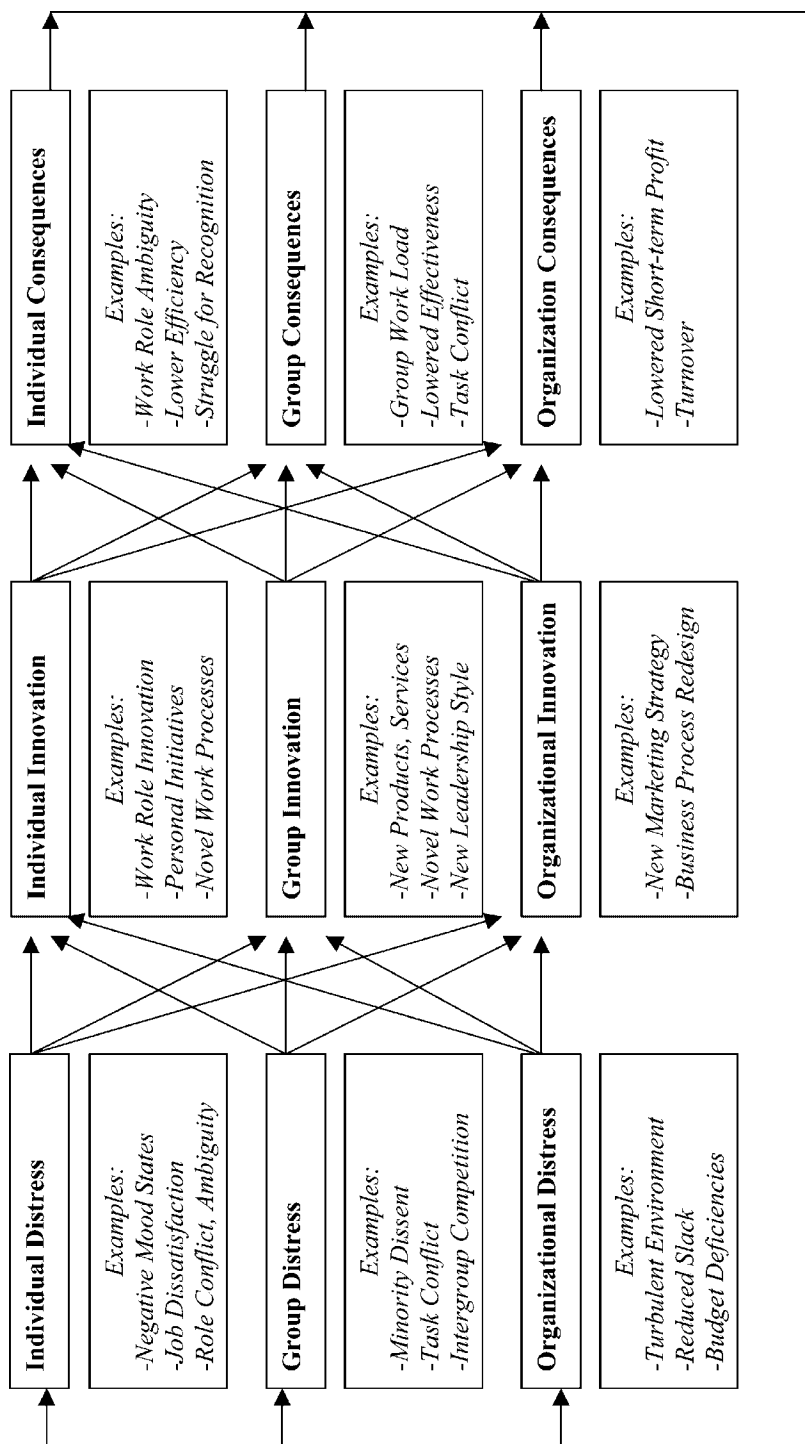 Individual Distress
Examples:
-Negative Mood States
-Job Dissatisfaction
-Role Conflict, Ambiguity
Group Distress
Examples:
-Minority Dissent
-Task Conflict
-Intergroup Competition
Organizational Distress
Examples:
-Turbulent Environment
-Reduced Slack
-Budget Deficiencies
Individual Innovation
Examples:
-Work Role Innovation
-Personal Initiatives
-Novel Work Processes
Group Innovation
Examples:
-New Products, Services
-Novel Work Processes
-New Leadership Style
Organizational Innovation
Examples:
-New Marketing Strategy
-Business Process Redesign
Individual Consequences
Examples:
-Work Role Ambiguity
-Lower Efficiency
-Struggle for Recognition
Group Consequences
Examples:
-Group Work Load
-Lowered Effectiveness
-Task Conflict
Organization Consequences
Examples:
-Lowered Short-term Profit
-Turnover